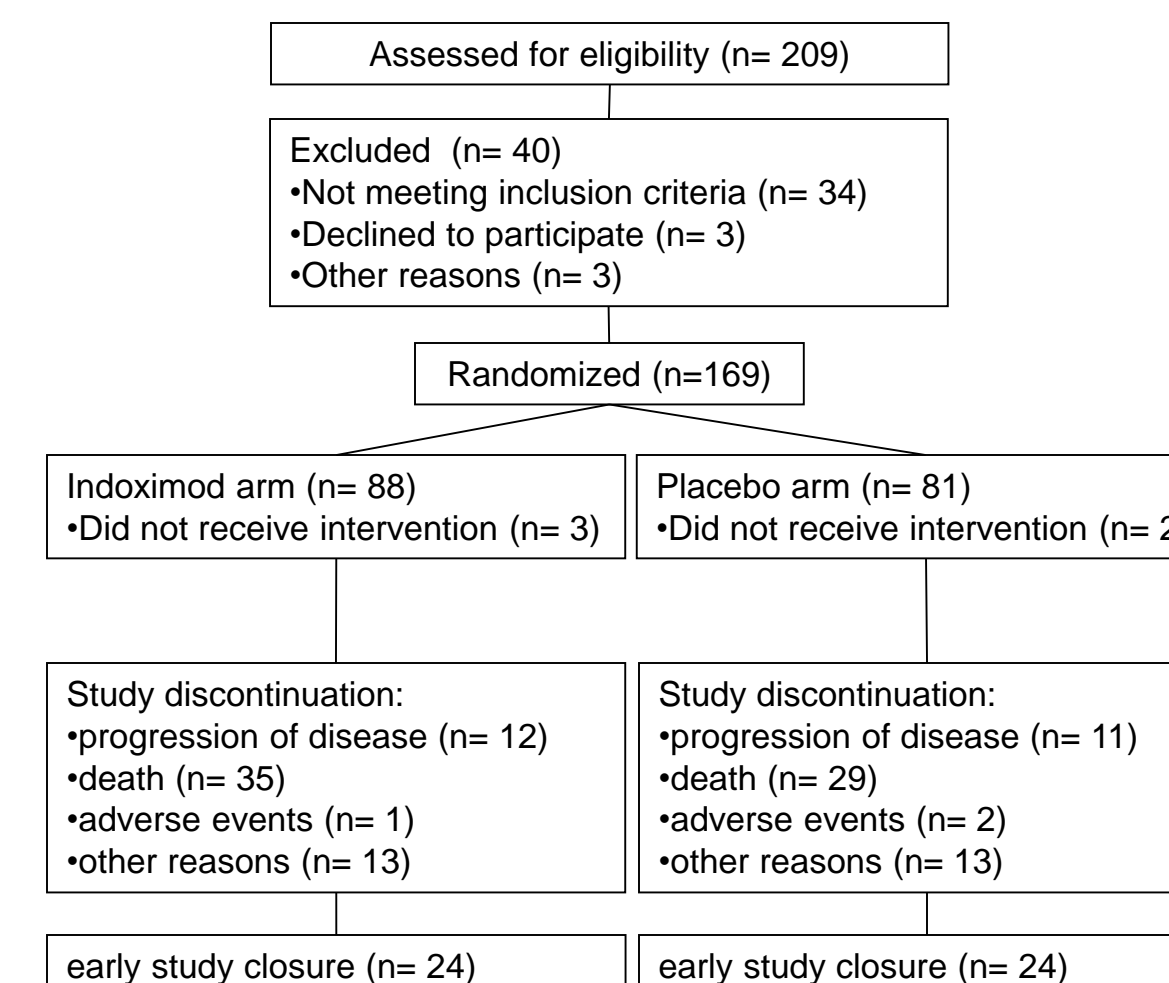 Assessed for eligibility (n= 209)
Excluded  (n= 40)
•Not meeting inclusion criteria (n= 34)
•Declined to participate (n= 3)
•Other reasons (n= 3)
Randomized (n=169)
Indoximod arm (n= 88)
•Did not receive intervention (n= 3)
Placebo arm (n= 81)
•Did not receive intervention (n= 2
Study discontinuation:
•progression of disease (n= 12)
•death (n= 35)
•adverse events (n= 1)
•other reasons (n= 13)
Study discontinuation:
•progression of disease (n= 11)
•death (n= 29)
•adverse events (n= 2)
•other reasons (n= 13)
early study closure (n= 24)
early study closure (n= 24)